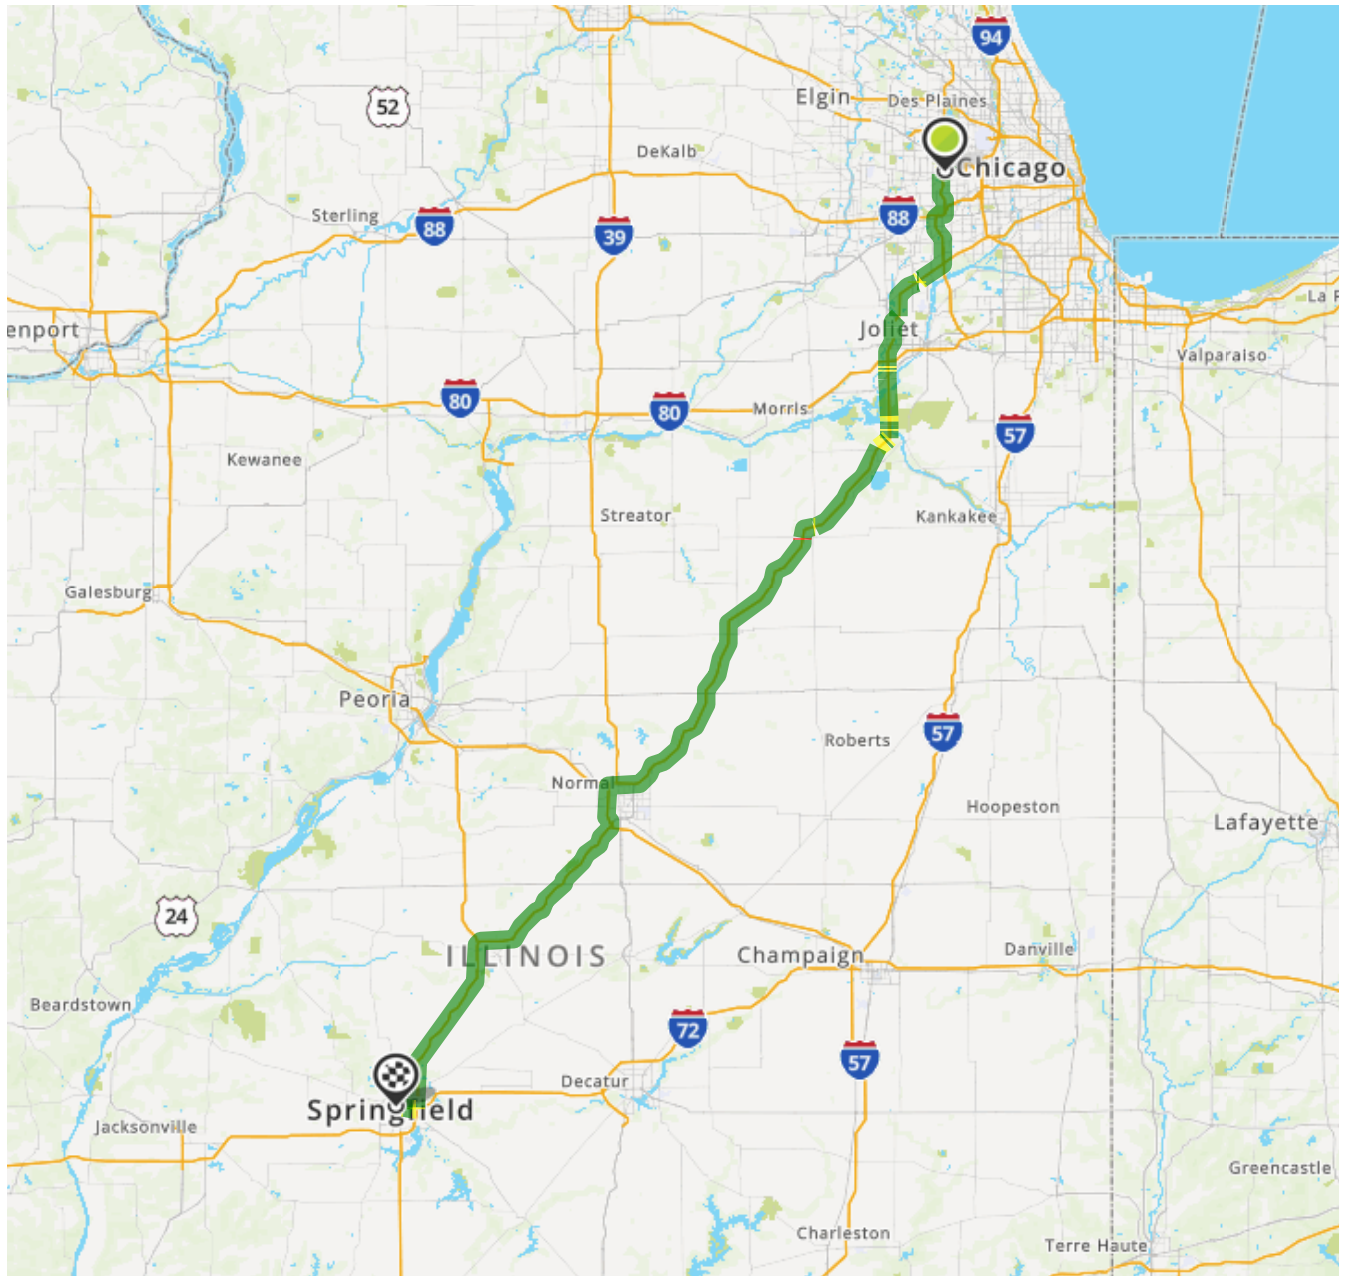 94
Elgin
Des Plaines
52
DeKalb
Chicago
Sterling
88
39
88
La P
enport
Joliet
Valparaiso
80
80
Morris
57
Kewanee
Streator
Kankakee
Galesburg
Peoria
57
Roberts
Normal
Hoopeston
Lafayette
24
ILLINOIS
Champaign
Danville
Beardstown
72
57
Decatur
Springfield
Jacksonville
Greencastle
Charleston
Terre Haute